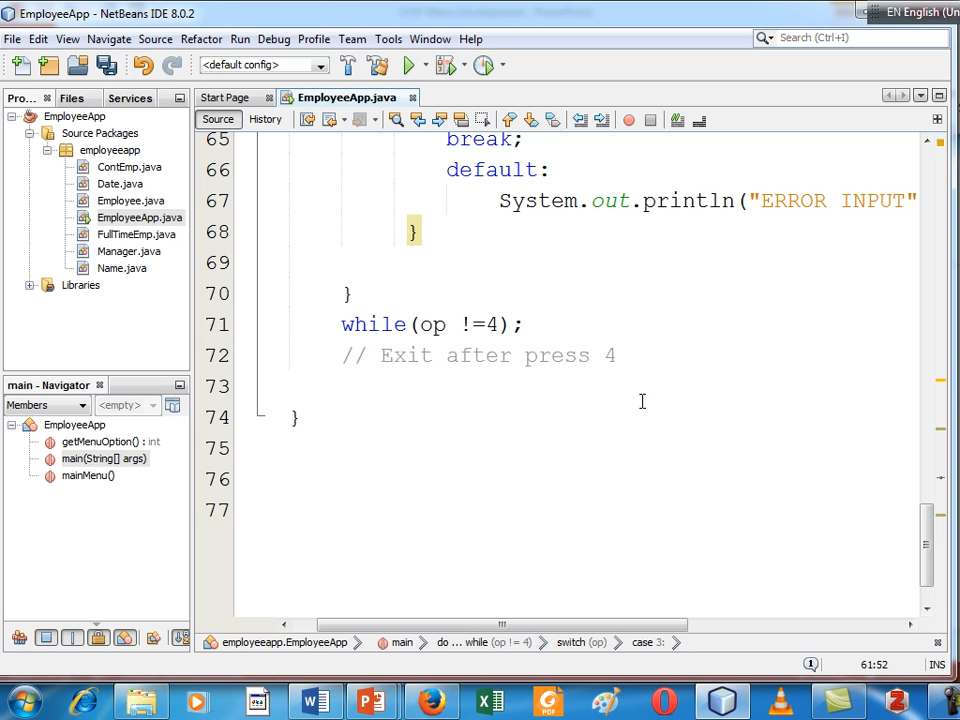 EmployeeApp - NetBeans IDE 8.0.2
EN English (Un
File Edit View Navigate Source Refactor Run Debug Profile Team Tools Window Help
Search (Ctrl+I)
<default config>
Pro... Files Services
Start Page EmployeeApp.java
Source History
EmployeeApp
Source Packages
employeeapp
ContEmp.java
Date.java
Employee.java
EmployeeApp.java
FullTimeEmp.java
Manager.java
Name.java
Libraries
main - Navigator
Members <empty>
EmployeeApp
getMenuOption() : int
main(String[] args)
mainMenu()
65 break;
66 default:
67 System.out.println("ERROR INPUT"
68 }
69
70 }
71 while(op !=4);
72 // Exit after press 4
73
74 }
75
76
77
employeeapp.EmployeeApp main do ... while (op != 4) switch (op) case 3:
1 61:52 INS